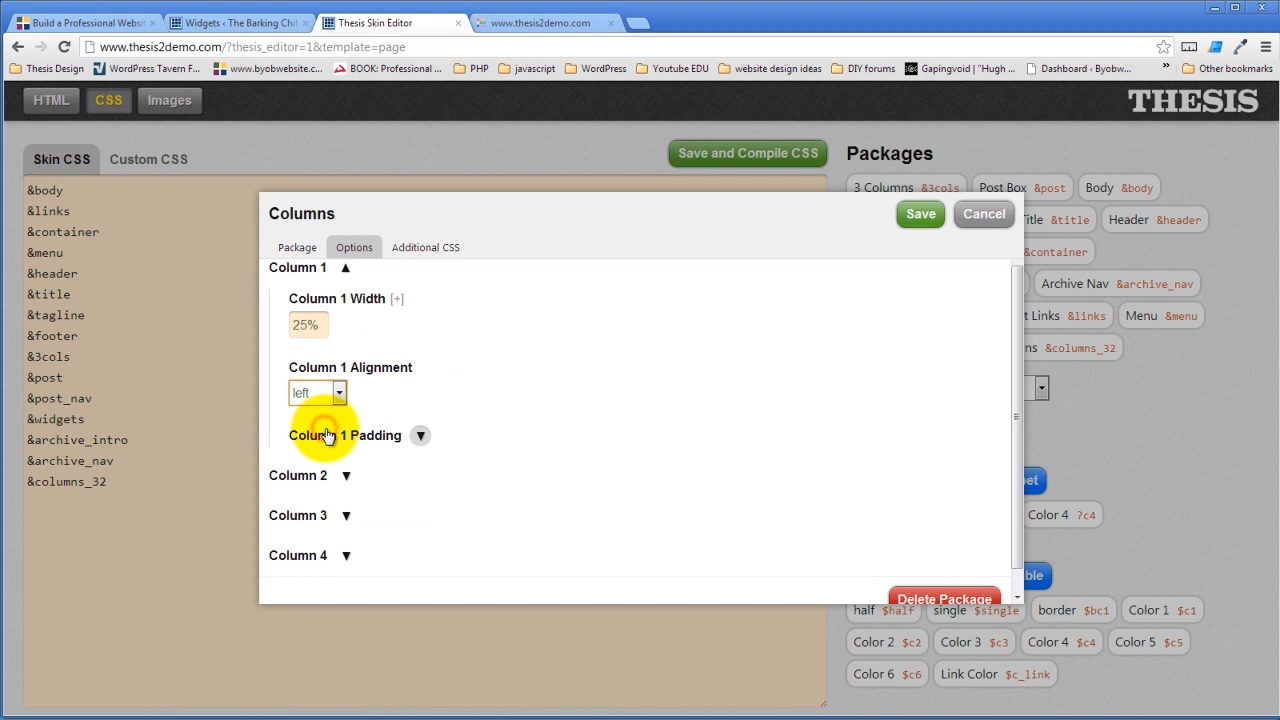 Build a Professional Websit
Widgets ‹ The Barking Chi
Thesis Skin Editor
www.thesis2demo.com
www.thesis2demo.com/?thesis_editor=1&template=page
Thesis Design
WordPress Tavern F...
www.byobwebsite.c...
BOOK: Professional ...
PHP
javascript
WordPress
Youtube EDU
website design ideas
DIY forums
Gapingvoid | "Hugh ...
Dashboard ‹ Byobw...
»
Other bookmarks
HTML
CSS
Images
THESIS
Skin CSS
Custom CSS
Save and Compile CSS
Packages
&body
&links
&container
&menu
&header
&title
&tagline
&footer
&3cols
&post
&post_nav
&widgets
&archive_intro
&archive_nav
&columns_32
3 Columns &3cols
Post Box &post
Body &body
Title &title
Header &header
&container
Archive Nav &archive_nav
t Links &links
Menu &menu
ns &columns_32
Columns
Save
Cancel
Package
Options
Additional CSS
Column 1 ▲
Column 1 Width [+]
25%
Column 1 Alignment
left
Column 1 Padding ▼
Column 2 ▼
Column 3 ▼
Column 4 ▼
Delete Package
et
Color 4 ?c4
ble
half $half
single $single
border $bc1
Color 1 $c1
Color 2 $c2
Color 3 $c3
Color 4 $c4
Color 5 $c5
Color 6 $c6
Link Color $c_link